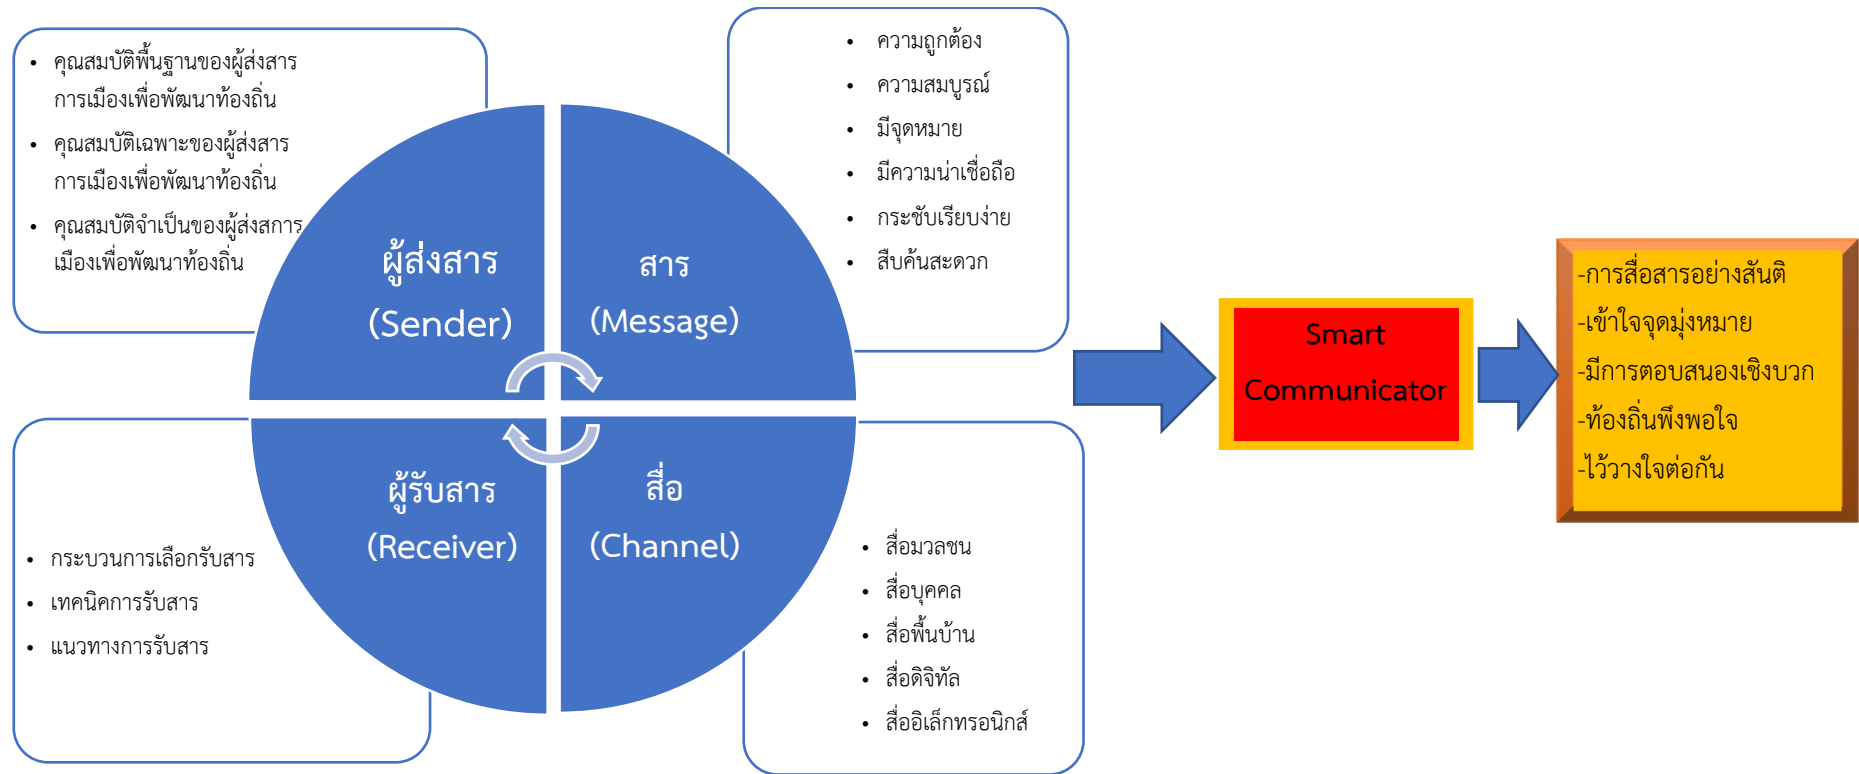 • คุณสมบัติพื้นฐานของผู้ส่งสาร
การเมืองเพื่อพัฒนาท้องถิ่น
• คุณสมบัติเฉพาะของผู้ส่งสาร
การเมืองเพื่อพัฒนาท้องถิ่น
• คุณสมบัติจำเป็นของผู้ส่งสการ
เมืองเพื่อพัฒนาท้องถิ่น
ผู้ส่งสาร
(Sender)
• ความถูกต้อง
• ความสมบูรณ์
• มีจุดหมาย
• มีความน่าเชื่อถือ
• กระชับเรียบง่าย
• สืบค้นสะดวก
สาร
(Message)
• กระบวนการเลือกรับสาร
• เทคนิคการรับสาร
• แนวทางการรับสาร
ผู้รับสาร
(Receiver)
สื่อ
(Channel)
• สื่อมวลชน
• สื่อบุคคล
• สื่อพื้นบ้าน
• สื่อดิจิทัล
• สื่ออิเล็กทรอนิกส์
Smart
Communicator
-การสื่อสารอย่างสันติ
-เข้าใจจุดมุ่งหมาย
-มีการตอบสนองเชิงบวก
-ท้องถิ่นพึงพอใจ
-ไว้วางใจต่อกัน